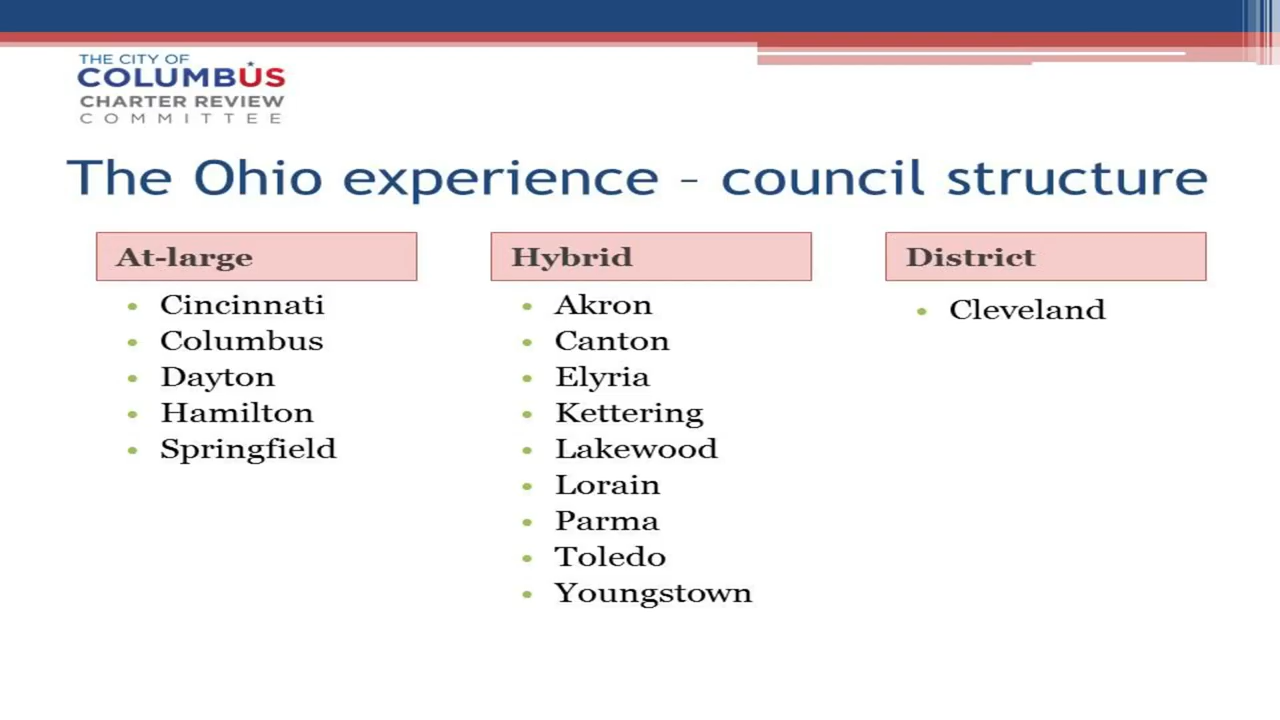 THE CITY OF
COLUMBUS
CHARTER REVIEW
COMMITTEE
The Ohio experience – council structure
At-large
• Cincinnati
• Columbus
• Dayton
• Hamilton
• Springfield
Hybrid
• Akron
• Canton
• Elyria
• Kettering
• Lakewood
• Lorain
• Parma
• Toledo
• Youngstown
District
• Cleveland